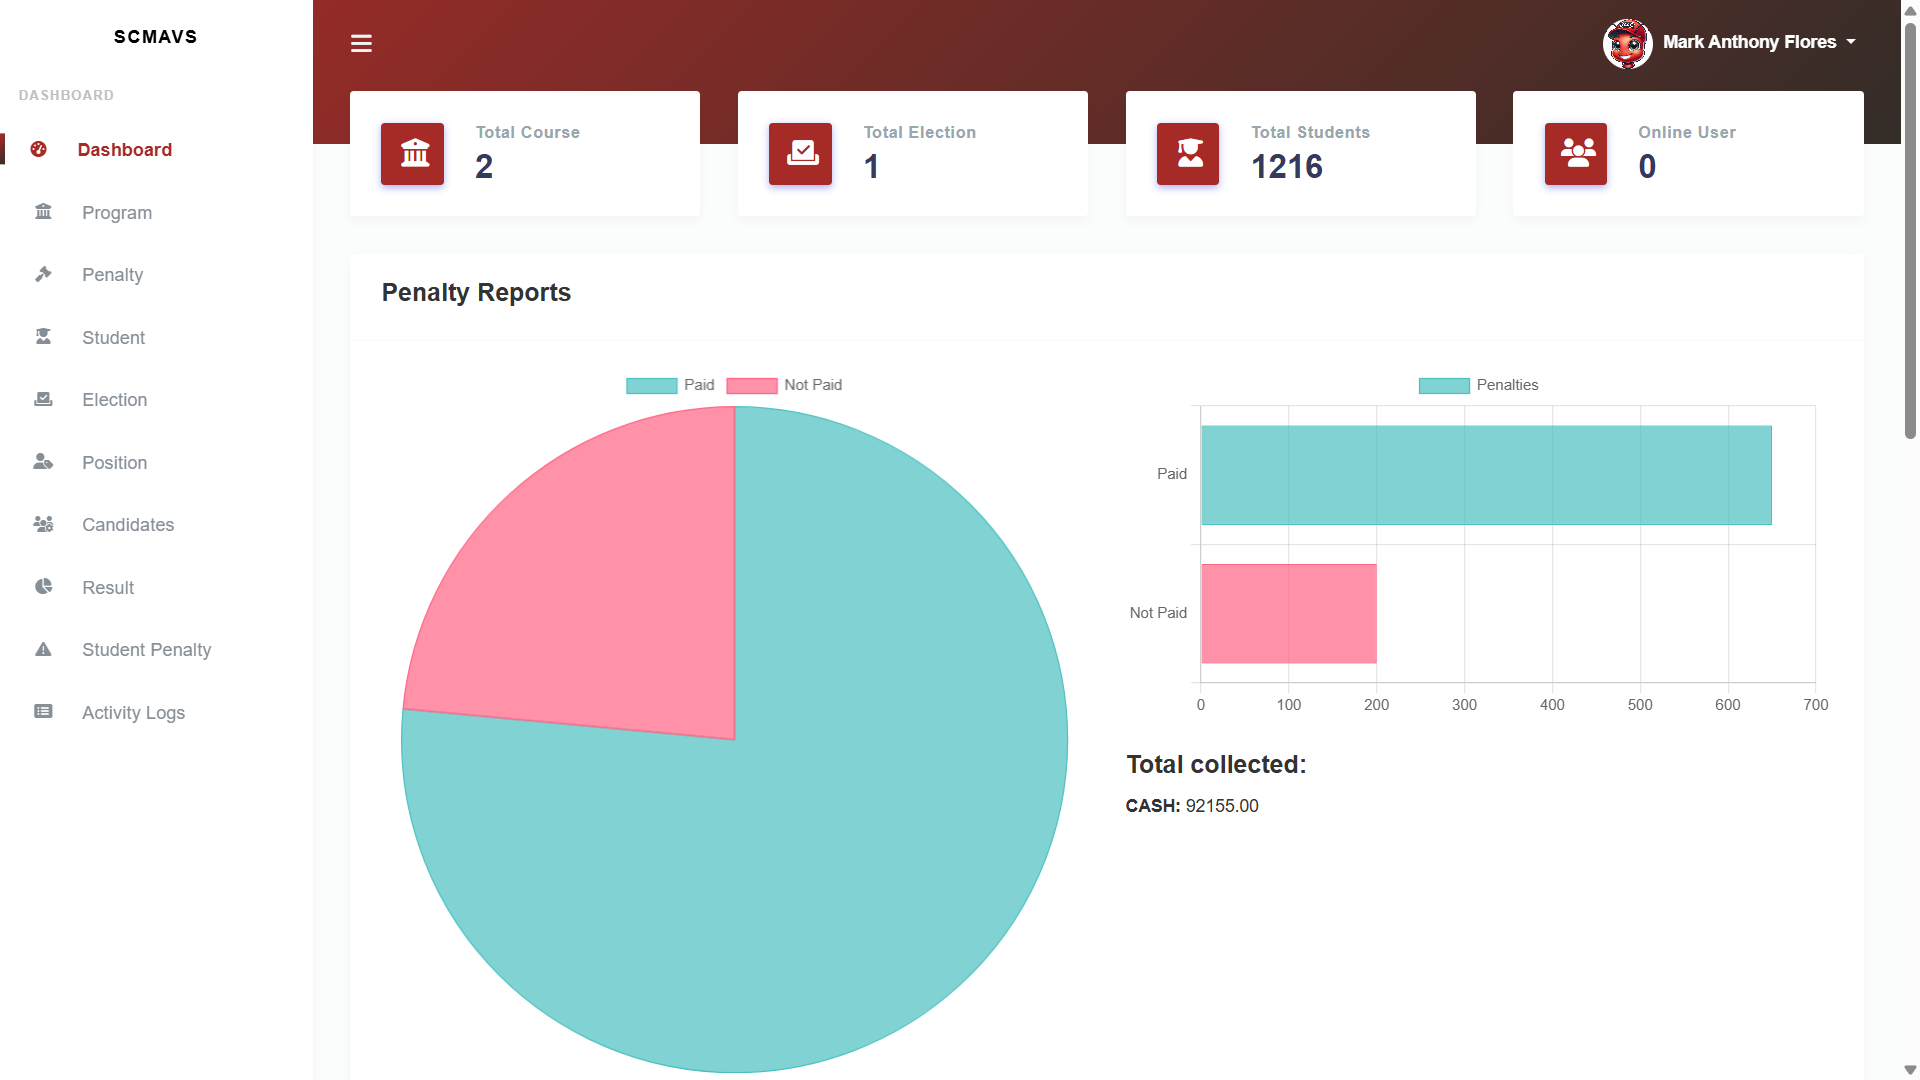 SCMAVS
DASHBOARD
Dashboard
Program
Penalty
Student
Election
Position
Candidates
Result
Student Penalty
Activity Logs
Mark Anthony Flores
Total Course
2
Total Election
1
Total Students
1216
Online User
0
Penalty Reports
Paid Not Paid
Penalties
Paid
Not Paid
0 100 200 300 400 500 600 700
Total collected:
CASH: 92155.00